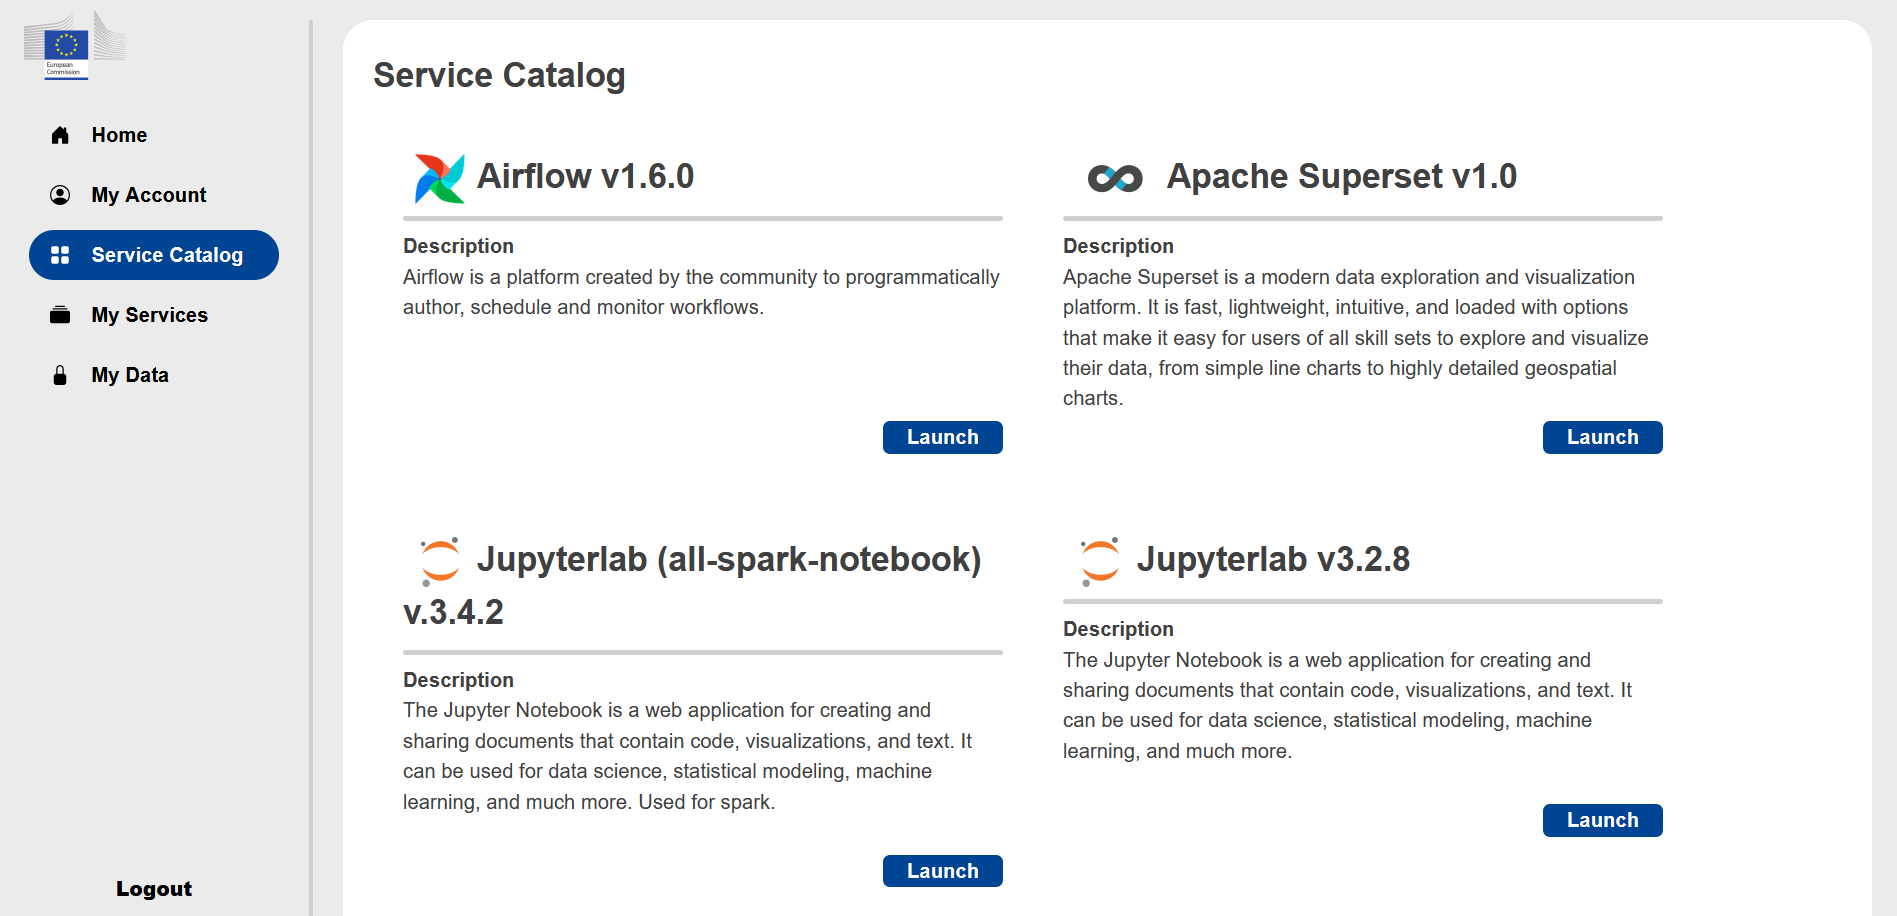 European
Commission
Home
My Account
Service Catalog
My Services
My Data
Logout
Service Catalog
Airflow v1.6.0
Description
Airflow is a platform created by the community to programmatically
author, schedule and monitor workflows.
Launch
Apache Superset v1.0
Description
Apache Superset is a modern data exploration and visualization
platform. It is fast, lightweight, intuitive, and loaded with options
that make it easy for users of all skill sets to explore and visualize
their data, from simple line charts to highly detailed geospatial
charts.
Launch
Jupyterlab (all-spark-notebook)
v.3.4.2
Description
The Jupyter Notebook is a web application for creating and
sharing documents that contain code, visualizations, and text. It
can be used for data science, statistical modeling, machine
learning, and much more. Used for spark.
Launch
Jupyterlab v3.2.8
Description
The Jupyter Notebook is a web application for creating and
sharing documents that contain code, visualizations, and text. It
can be used for data science, statistical modeling, machine
learning, and much more.
Launch